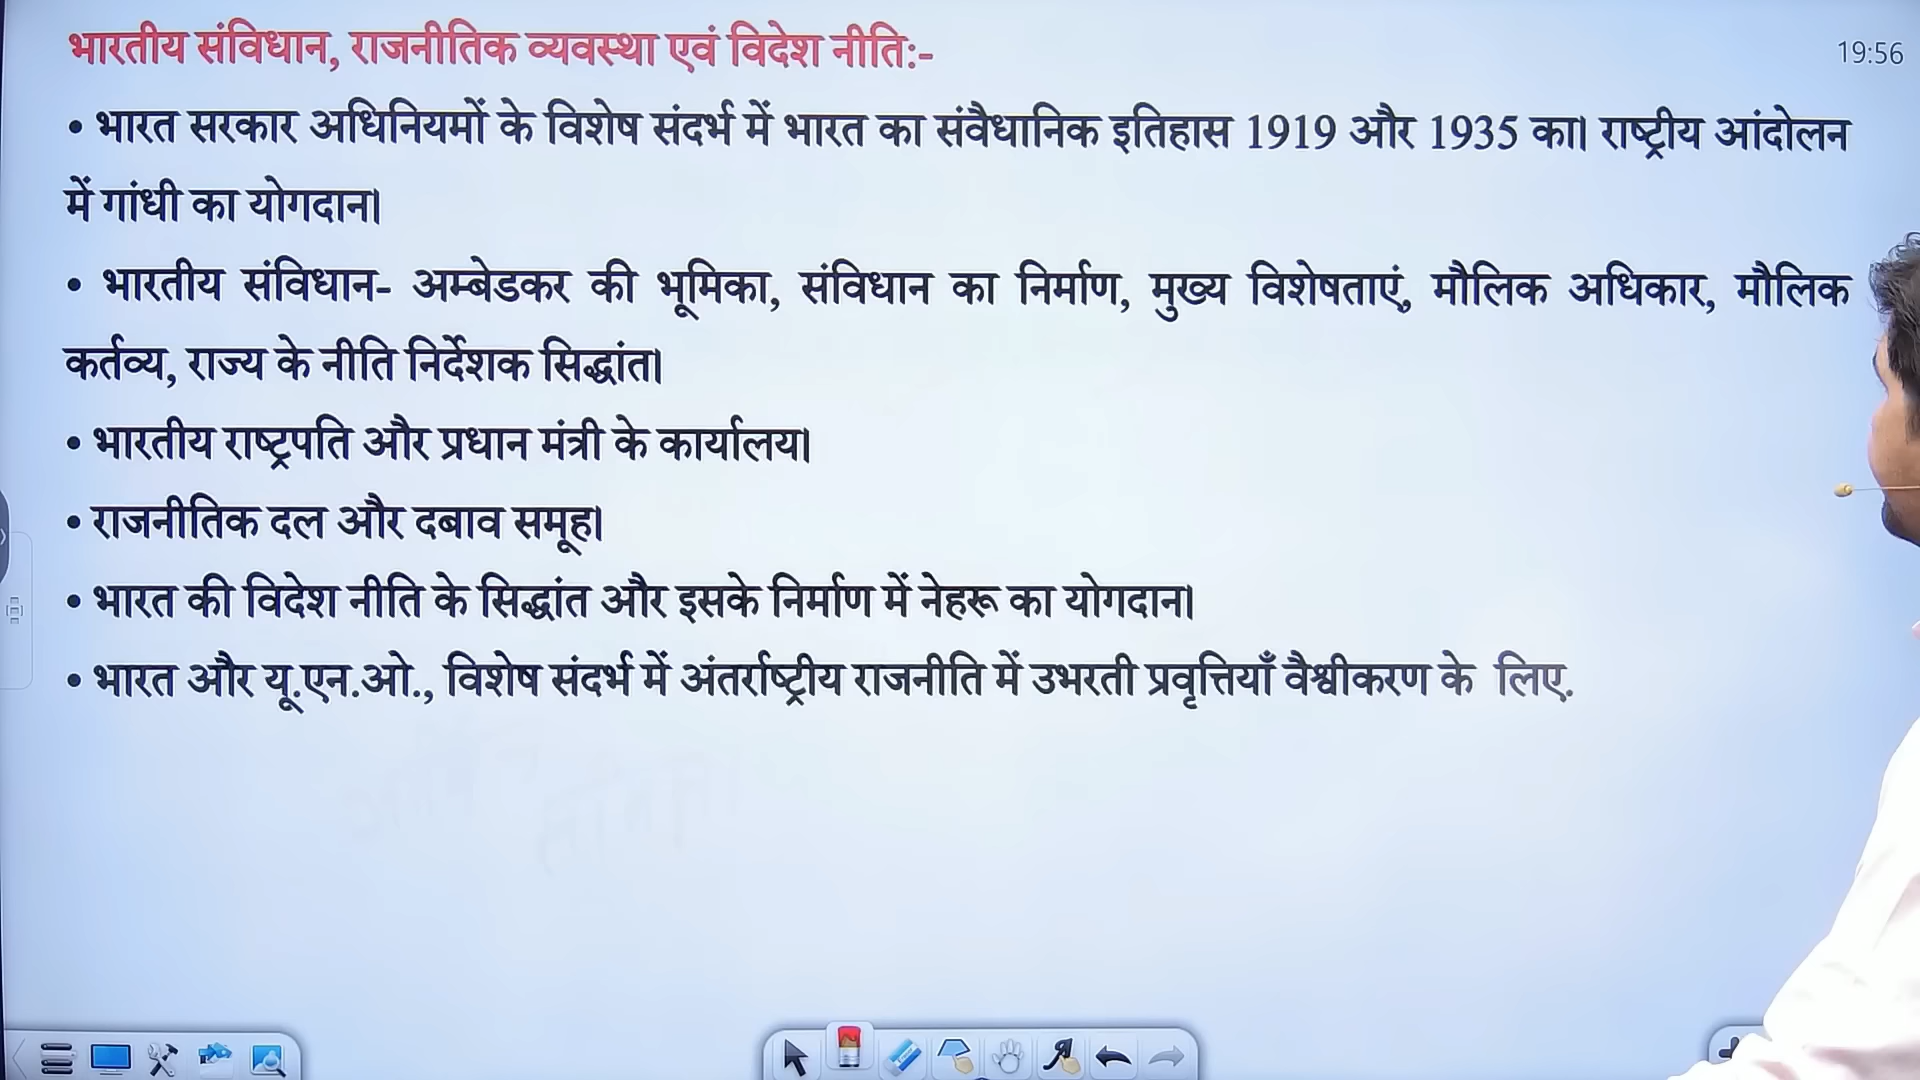 भारतीय संविधान, राजनीतिक व्यवस्था एवं विदेश नीति:-
19:56
• भारत सरकार अधिनियमों के विशेष संदर्भ में भारत का संवैधानिक इतिहास 1919 और 1935 का। राष्ट्रीय आंदोलन
में गांधी का योगदान।
• भारतीय संविधान- अम्बेडकर की भूमिका, संविधान का निर्माण, मुख्य विशेषताएं, मौलिक अधिकार, मौलिक
कर्तव्य, राज्य के नीति निर्देशक सिद्धांत।
• भारतीय राष्ट्रपति और प्रधान मंत्री के कार्यालय।
• राजनीतिक दल और दबाव समूह।
• भारत की विदेश नीति के सिद्धांत और इसके निर्माण में नेहरू का योगदान।
• भारत और यू.एन.ओ., विशेष संदर्भ में अंतर्राष्ट्रीय राजनीति में उभरती प्रवृत्तियाँ वैश्वीकरण के लिए.